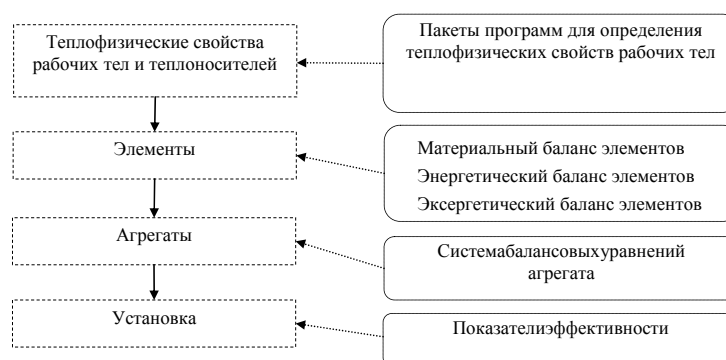 Теплофизические свойства
рабочих тел и теплоносителей
Пакеты программ для определения
теплофизических свойств рабочих тел
Элементы
Материальный баланс элементов
Энергетический баланс элементов
Эксергетический баланс элементов
Агрегаты
Системабалансовыхуравнений
агрегата
Установка
Показателиэффективности